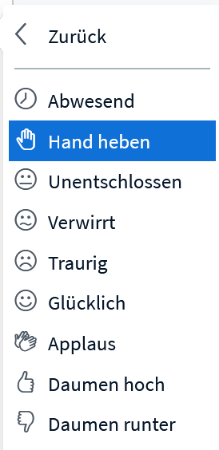 Zurück
Abwesend
Hand heben
Unentschlossen
Verwirrt
Traurig
Glücklich
Applaus
Daumen hoch
Daumen runter